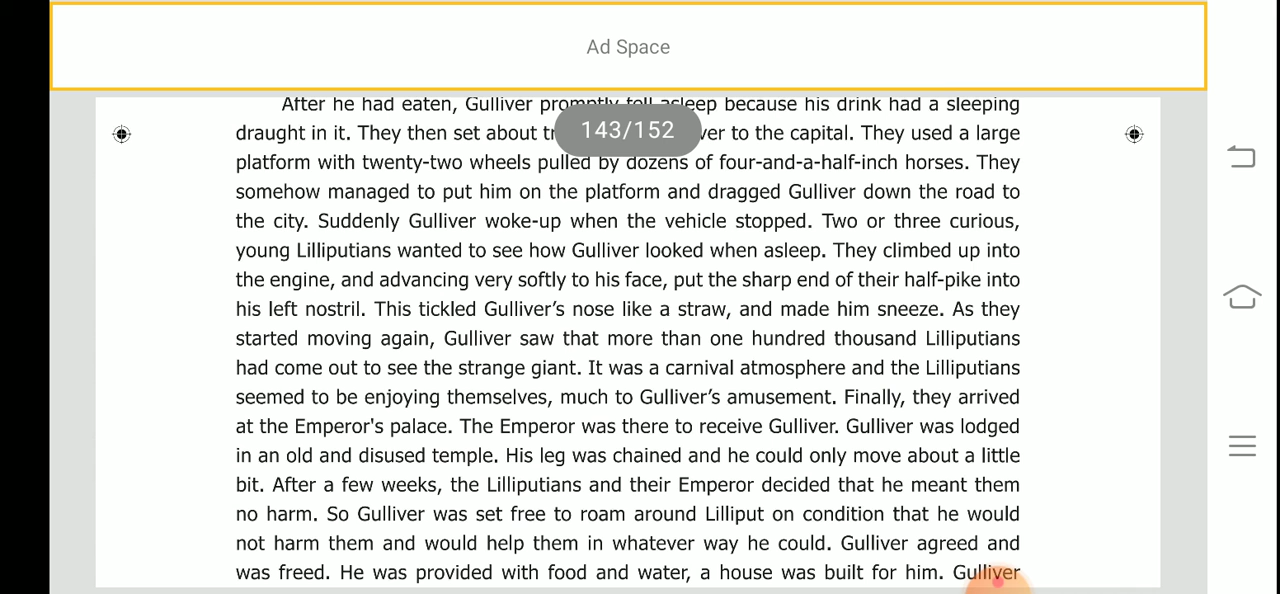 Ad Space
After he had eaten, Gulliver promptly fell asleep because his drink had a sleeping
143/152
draught in it. They then set about to the capital. They used a large
platform with twenty-two wheels pulled by dozens of four-and-a-half-inch horses. They
somehow managed to put him on the platform and dragged Gulliver down the road to
the city. Suddenly Gulliver woke-up when the vehicle stopped. Two or three curious,
young Lilliputians wanted to see how Gulliver looked when asleep. They climbed up into
the engine, and advancing very softly to his face, put the sharp end of their half-pike into
his left nostril. This tickled Gulliver’s nose like a straw, and made him sneeze. As they
started moving again, Gulliver saw that more than one hundred thousand Lilliputians
had come out to see the strange giant. It was a carnival atmosphere and the Lilliputians
seemed to be enjoying themselves, much to Gulliver’s amusement. Finally, they arrived
at the Emperor's palace. The Emperor was there to receive Gulliver. Gulliver was lodged
in an old and disused temple. His leg was chained and he could only move about a little
bit. After a few weeks, the Lilliputians and their Emperor decided that he meant them
no harm. So Gulliver was set free to roam around Lilliput on condition that he would
not harm them and would help them in whatever way he could. Gulliver agreed and
was freed. He was provided with food and water, a house was built for him. Gulliver